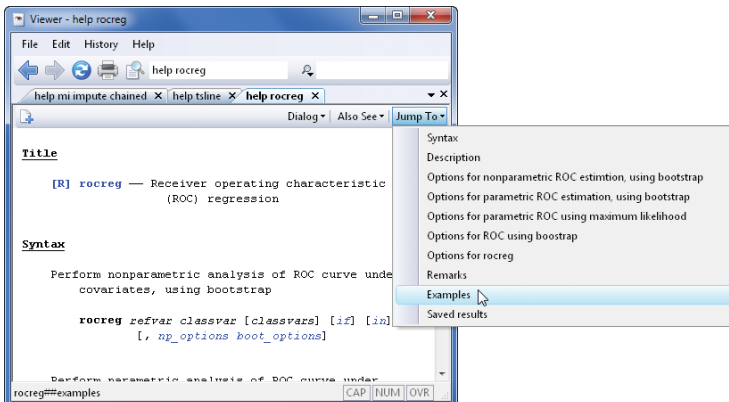 Viewer - help rocreg
File Edit History Help
help rocreg
help mi impute chained X help tsline X help rocreg X
Dialog Also See Jump To
Title
[R] rocreg — Receiver operating characteristic
(ROC) regression
Syntax
Perform nonparametric analysis of ROC curve unde
covariates, using bootstrap
rocreg refvar classvar [classvars] [if] [in]
[, np_options boot_options]
Perform parametric analysis of ROC curve under
rocreg##examples
CAP NUM OVR
Syntax
Description
Options for nonparametric ROC estimtion, using bootstrap
Options for parametric ROC estimation, using bootstrap
Options for parametric ROC using maximum likelihood
Options for ROC using boostrap
Options for rocreg
Remarks
Examples
Saved results